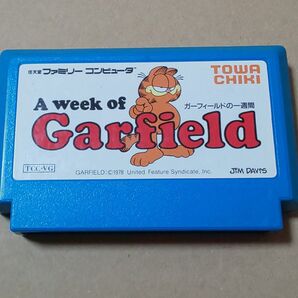 任天堂 ファミリー コンピュータ
TOWA
CHIKI
A week of
ガーフィールドの一週間
Garfield
TCC-VG
GARFIELD: ©1978 United Feature Syndicate, Inc.
JIM DAVIS